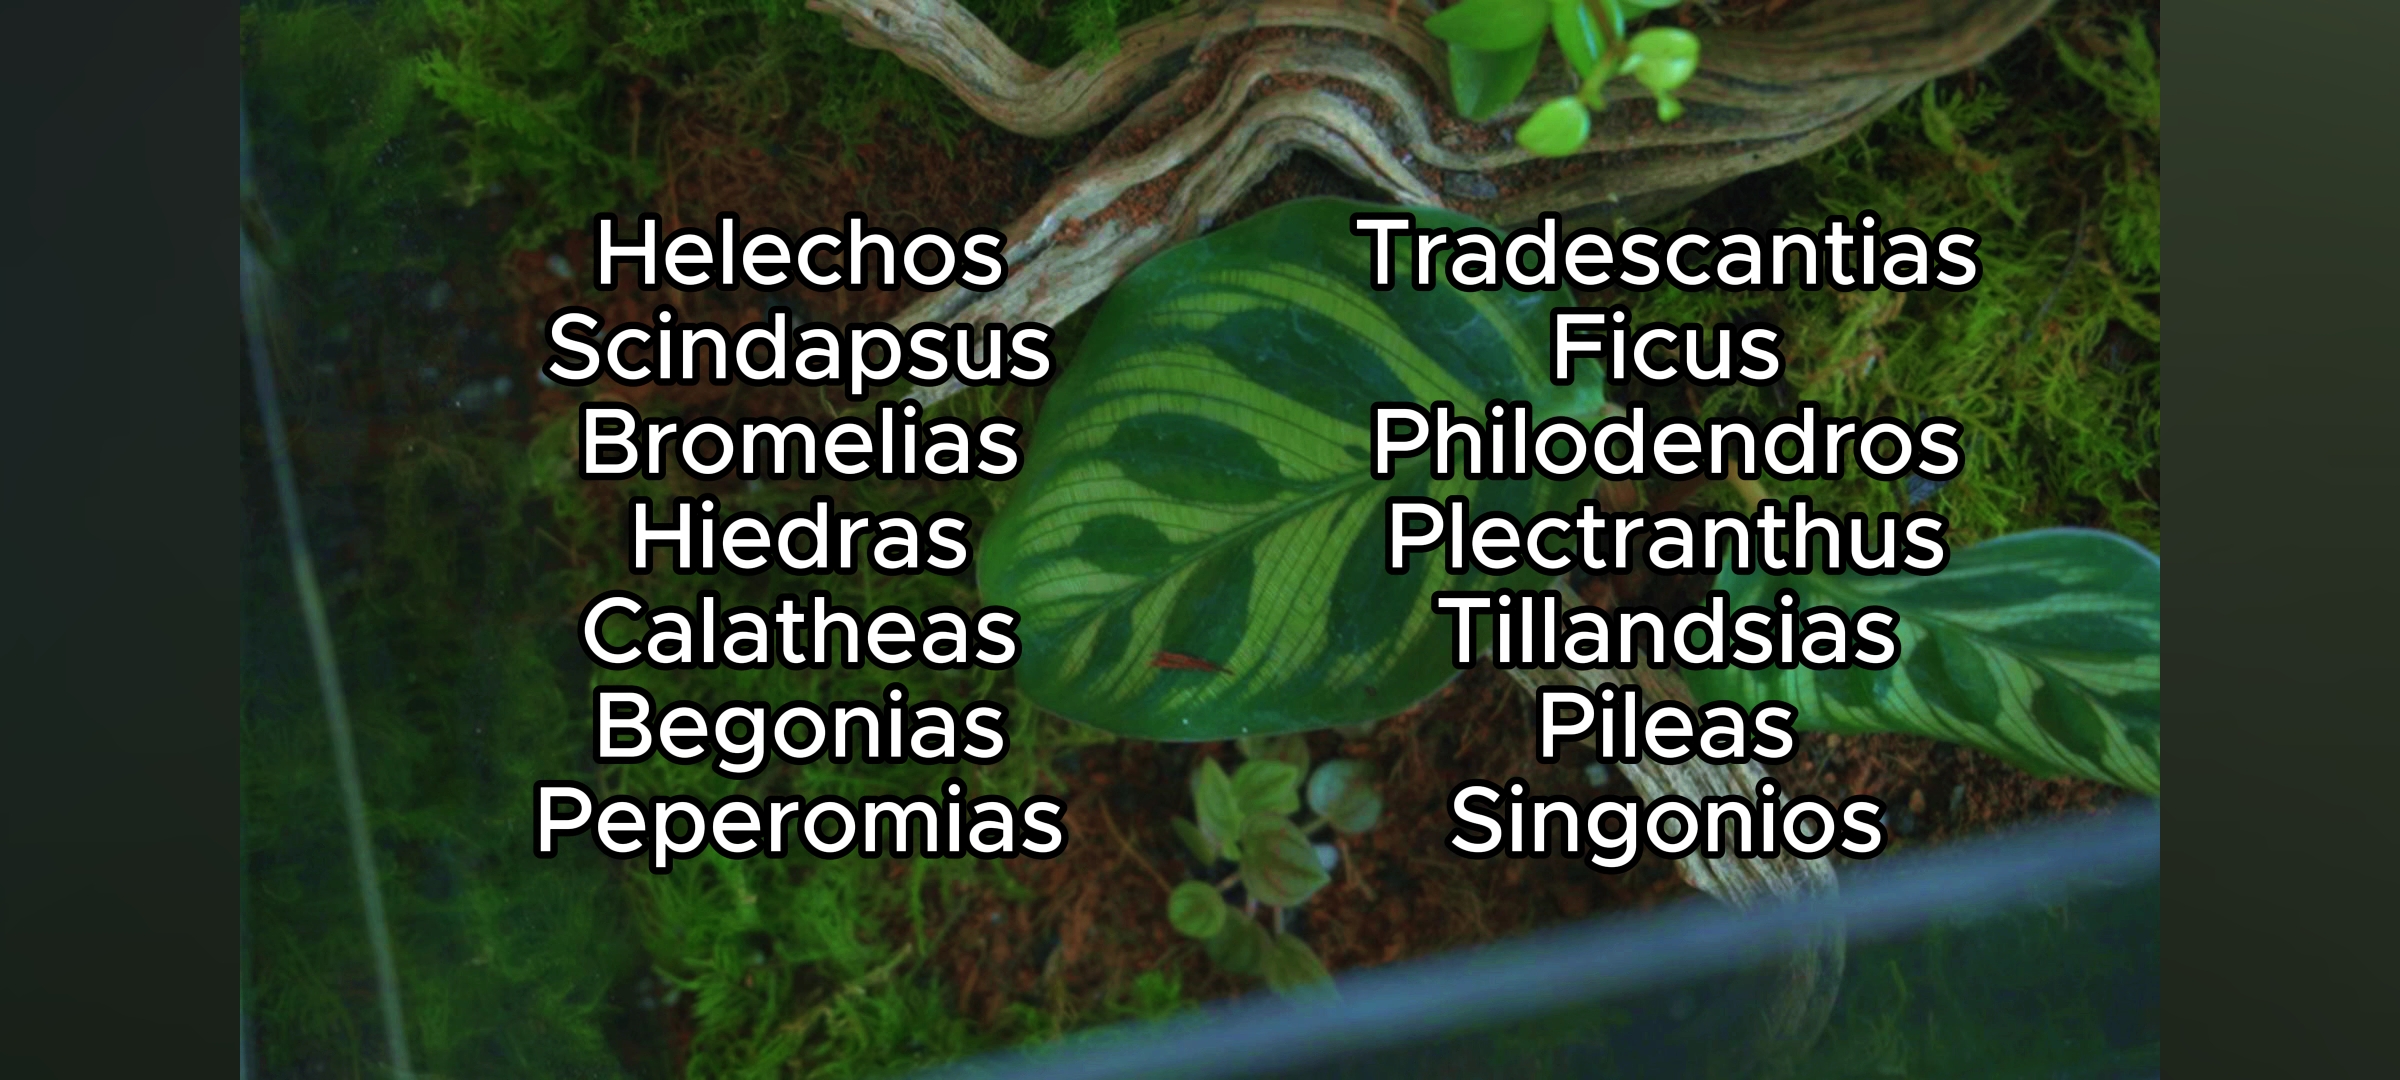 Helechos
Scindapsus
Bromelias
Hiedras
Calatheas
Begonias
Peperomias
Tradescantias
Ficus
Philodendros
Plectranthus
Tillandsias
Pileas
Singonios